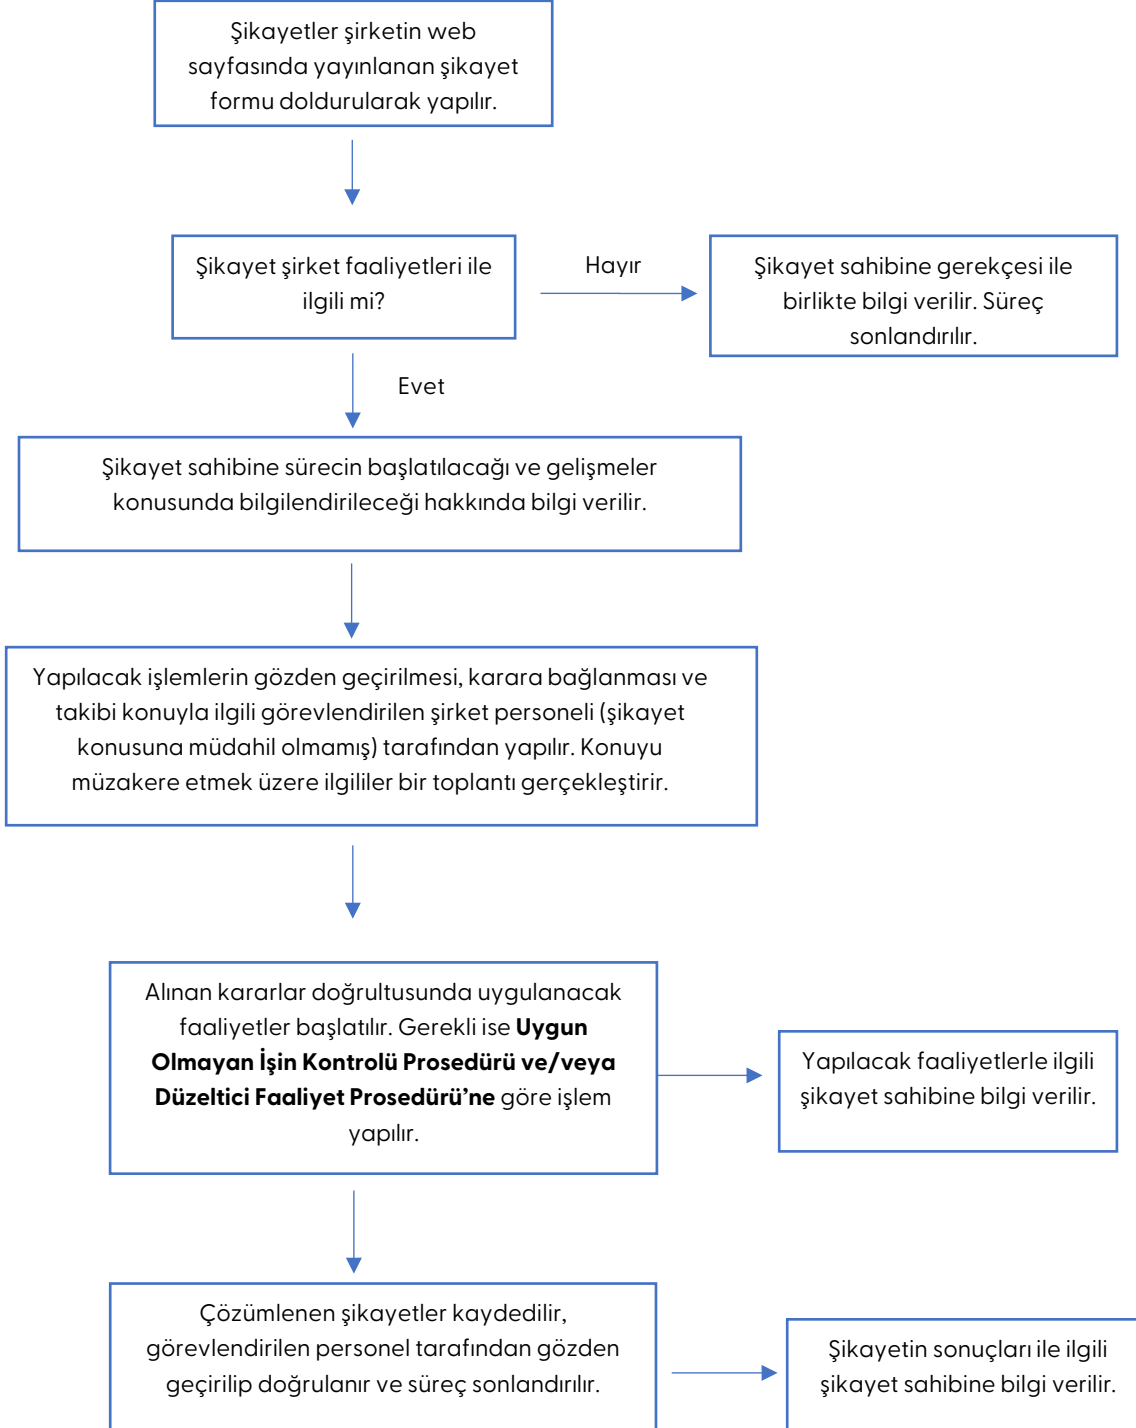 Şikayetler şirketin web
sayfasında yayınlanan şikayet
formu doldurularak yapılır.
Şikayet şirket faaliyetleri ile
ilgili mi?
Hayır
Şikayet sahibine gerekçesi ile
birlikte bilgi verilir. Süreç
sonlandırılır.
Evet
Şikayet sahibine sürecin başlatılacağı ve gelişmeler
konusunda bilgilendirileceği hakkında bilgi verilir.
Yapılacak işlemlerin gözden geçirilmesi, karara bağlanması ve
takibi konuyla ilgili görevlendirilen şirket personeli (şikayet
konusuna müdahil olmamış) tarafından yapılır. Konuyu
müzakere etmek üzere ilgililer bir toplantı gerçekleştirir.
Alınan kararlar doğrultusunda uygulanacak
faaliyetler başlatılır. Gerekli ise Uygun
Olmayan İşin Kontrolü Prosedürü ve/veya
Düzeltici Faaliyet Prosedürü’ne göre işlem
yapılır.
Yapılacak faaliyetlerle ilgili
şikayet sahibine bilgi verilir.
Çözümlenen şikayetler kaydedilir,
görevlendirilen personel tarafından gözden
geçirilip doğrulanır ve süreç sonlandırılır.
Şikayetin sonuçları ile ilgili
şikayet sahibine bilgi verilir.